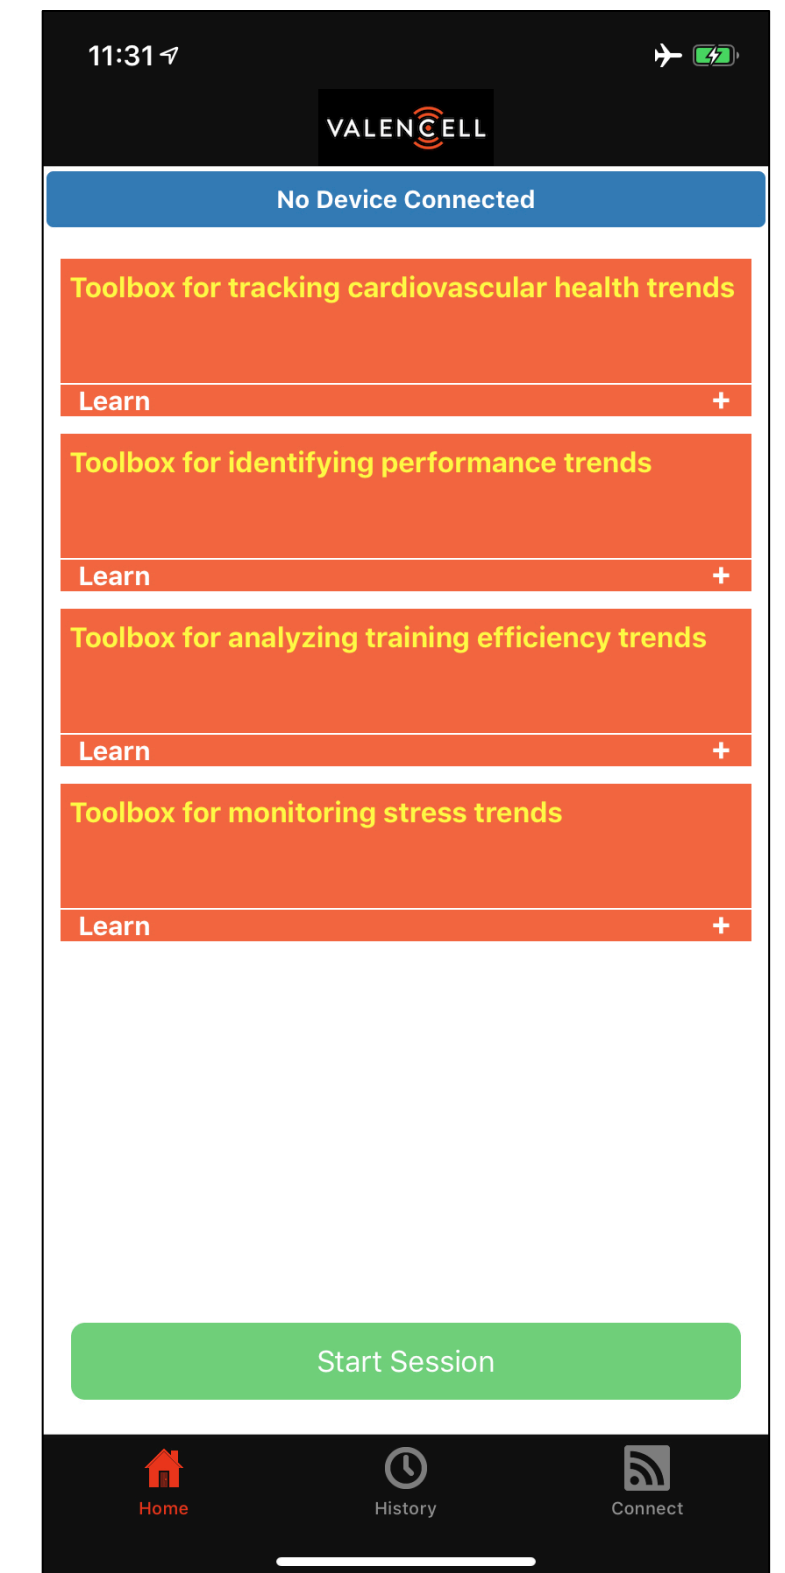 11:31
VALENCELL
No Device Connected
Toolbox for tracking cardiovascular health trends
Learn +
Toolbox for identifying performance trends
Learn +
Toolbox for analyzing training efficiency trends
Learn +
Toolbox for monitoring stress trends
Learn +
Start Session
Home History Connect